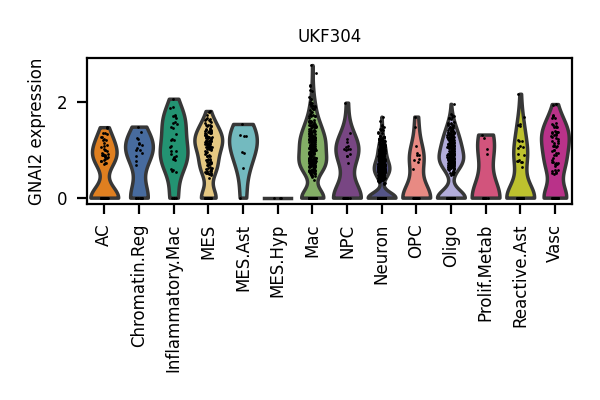 UKF304
GNAI2 expression
2
0
AC
Chromatin.Reg
Inflammatory.Mac
MES
MES.Ast
MES.Hyp
Mac
NPC
Neuron
OPC
Oligo
Prolif.Metab
Reactive.Ast
Vasc